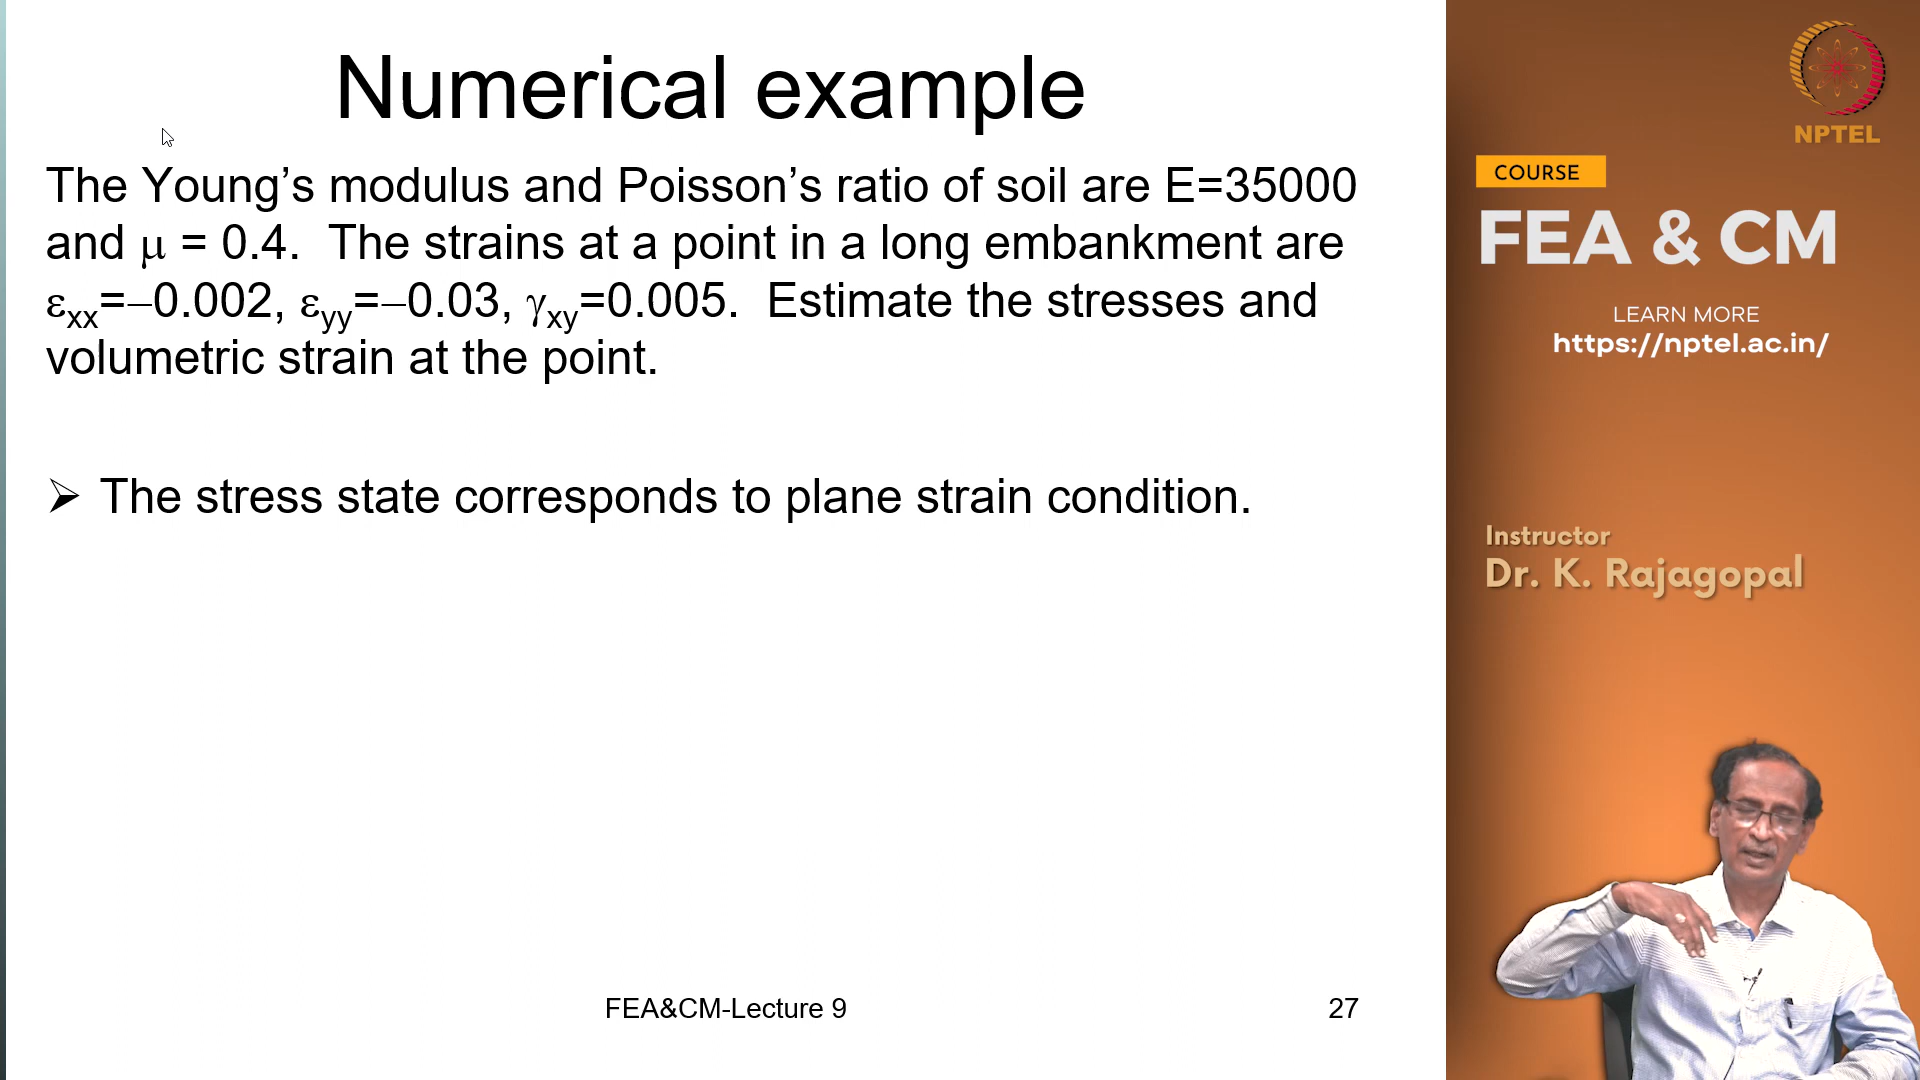 Numerical example
The Young’s modulus and Poisson’s ratio of soil are E=35000
and μ = 0.4. The strains at a point in a long embankment are
εxx=–0.002, εyy=–0.03, γxy=0.005. Estimate the stresses and
volumetric strain at the point.
➢ The stress state corresponds to plane strain condition.
FEA&CM-Lecture 9
27
NPTEL
COURSE
FEA & CM
LEARN MORE
https://nptel.ac.in/
Instructor
Dr. K. Rajagopal